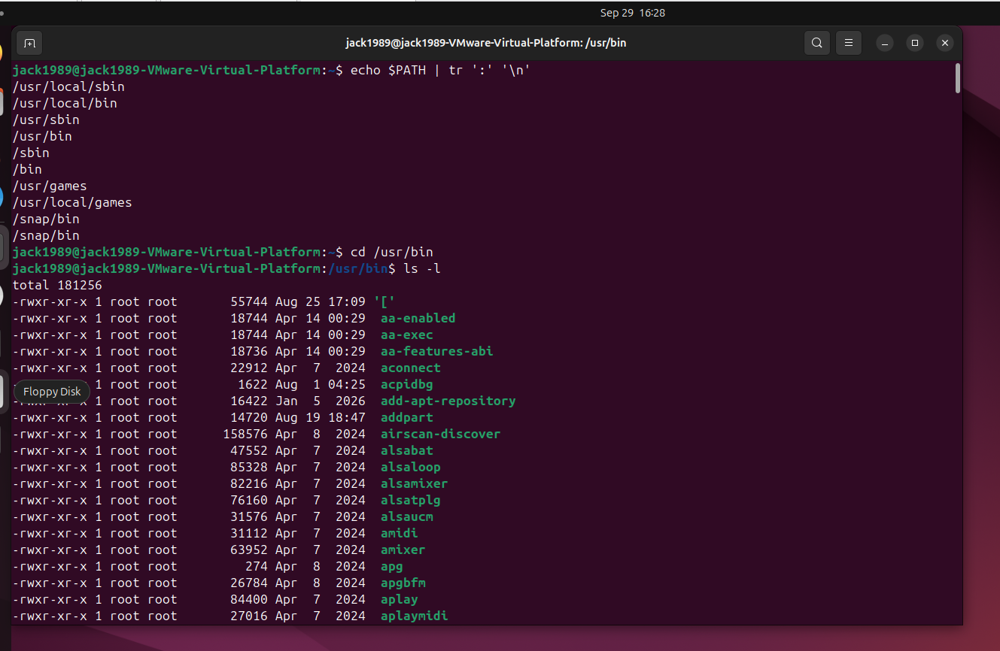 Sep 29 16:28
jack1989@jack1989-VMware-Virtual-Platform: /usr/bin
jack1989@jack1989-VMware-Virtual-Platform:~$ echo $PATH | tr ':' '\n'
/usr/local/sbin
/usr/local/bin
/usr/sbin
/usr/bin
/sbin
/bin
/usr/games
/usr/local/games
/snap/bin
/snap/bin
jack1989@jack1989-VMware-Virtual-Platform:~$ cd /usr/bin
jack1989@jack1989-VMware-Virtual-Platform:/usr/bin$ ls -l
total 181256
-rwxr-xr-x 1 root root       55744 Aug 25 17:09 '['
-rwxr-xr-x 1 root root       18744 Apr 14 00:29  aa-enabled
-rwxr-xr-x 1 root root       18744 Apr 14 00:29  aa-exec
-rwxr-xr-x 1 root root       18736 Apr 14 00:29  aa-features-abi
-rwxr-xr-x 1 root root       22912 Apr  7  2024  aconnect
1 root root        1622 Aug  1 04:25  acpidbg
Floppy Disk
1 root root       16422 Jan  5  2026  add-apt-repository
-rwxr-xr-x 1 root root       14720 Aug 19 18:47  addpart
-rwxr-xr-x 1 root root      158576 Apr  8  2024  airscan-discover
-rwxr-xr-x 1 root root       47552 Apr  7  2024  alsabat
-rwxr-xr-x 1 root root       85328 Apr  7  2024  alsaloop
-rwxr-xr-x 1 root root       82216 Apr  7  2024  alsamixer
-rwxr-xr-x 1 root root       76160 Apr  7  2024  alsatplg
-rwxr-xr-x 1 root root       31576 Apr  7  2024  alsaucm
-rwxr-xr-x 1 root root       31112 Apr  7  2024  amidi
-rwxr-xr-x 1 root root       63952 Apr  7  2024  amixer
-rwxr-xr-x 1 root root         274 Apr  8  2024  apg
-rwxr-xr-x 1 root root       26784 Apr  8  2024  apgbfm
-rwxr-xr-x 1 root root       84400 Apr  7  2024  aplay
-rwxr-xr-x 1 root root       27016 Apr  7  2024  aplaymidi